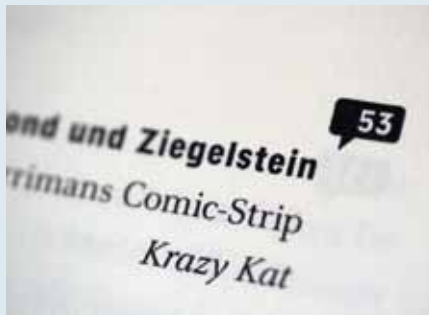 53
ond und Ziegelstein
rrimans Comic-Strip
Krazy Kat